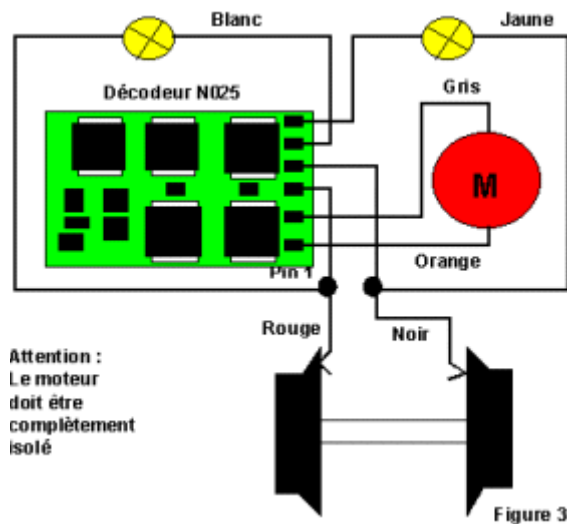 Blanc
Jaune
Décodeur N025
Gris
M
Orange
Pin 1
Rouge
Noir
Attention :
Le moteur
doit être
complètement
isolé
Figure 3